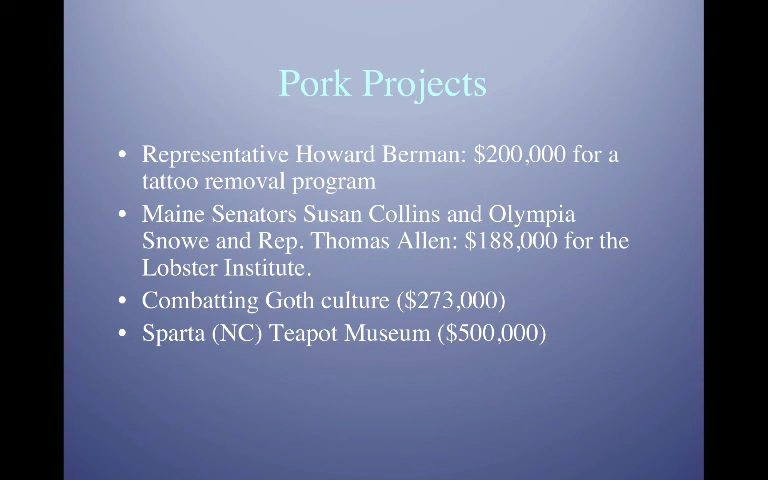 Pork Projects
• Representative Howard Berman: $200,000 for a
tattoo removal program
• Maine Senators Susan Collins and Olympia
Snowe and Rep. Thomas Allen: $188,000 for the
Lobster Institute.
• Combatting Goth culture ($273,000)
• Sparta (NC) Teapot Museum ($500,000)